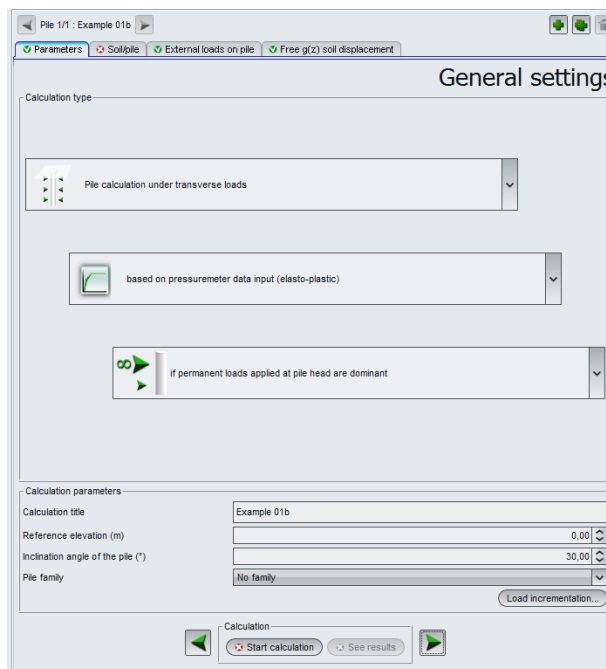 Pile 1/1 : Example 01b
Parameters Soil/pile External loads on pile Free g(z) soil displacement
General settings
Calculation type
Pile calculation under transverse loads
based on pressuremeter data input (elasto-plastic)
∞
if permanent loads applied at pile head are dominant
Calculation parameters
Calculation title Example 01b
Reference elevation (m) 0,00
Inclination angle of the pile (°) 30,00
Pile family No family
Load incrementation...
Calculation
Start calculation See results